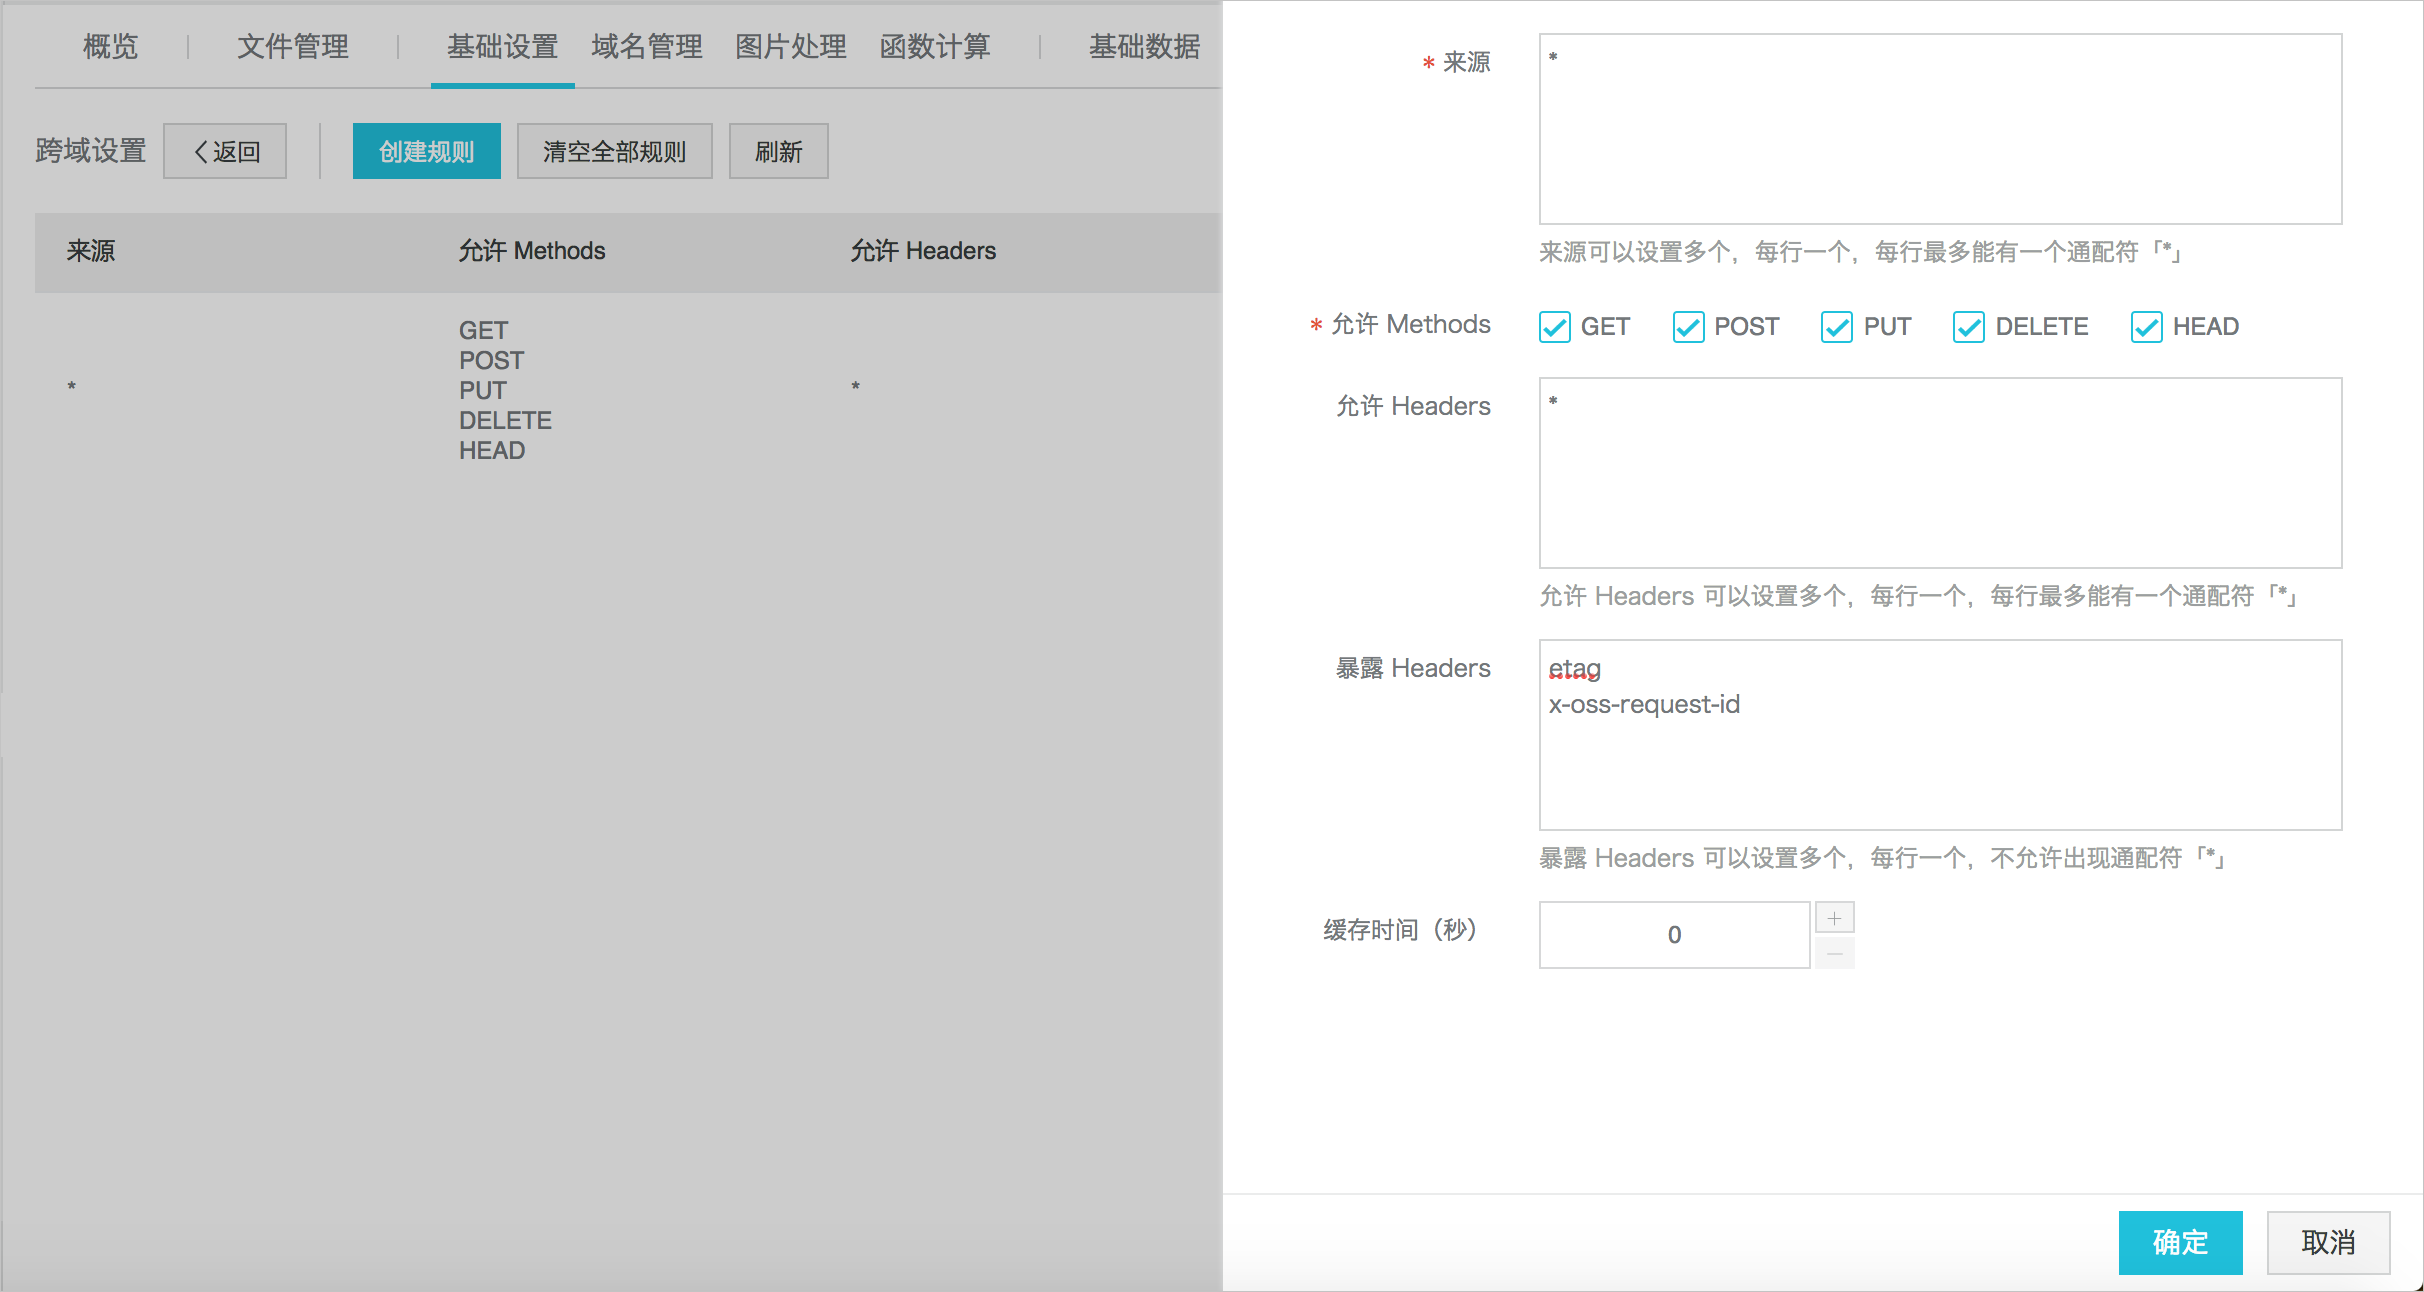 概览 文件管理 基础设置 域名管理 图片处理 函数计算 基础数据
跨域设置 返回 创建规则 清空全部规则 刷新
来源 允许 Methods 允许 Headers
GET
POST
* PUT *
DELETE
HEAD
* 来源 *
来源可以设置多个，每行一个，每行最多能有一个通配符「*」
* 允许 Methods GET POST PUT DELETE HEAD
允许 Headers *
允许 Headers 可以设置多个，每行一个，每行最多能有一个通配符「*」
暴露 Headers etag
x-oss-request-id
暴露 Headers 可以设置多个，每行一个，不允许出现通配符「*」
缓存时间（秒） 0
确定 取消